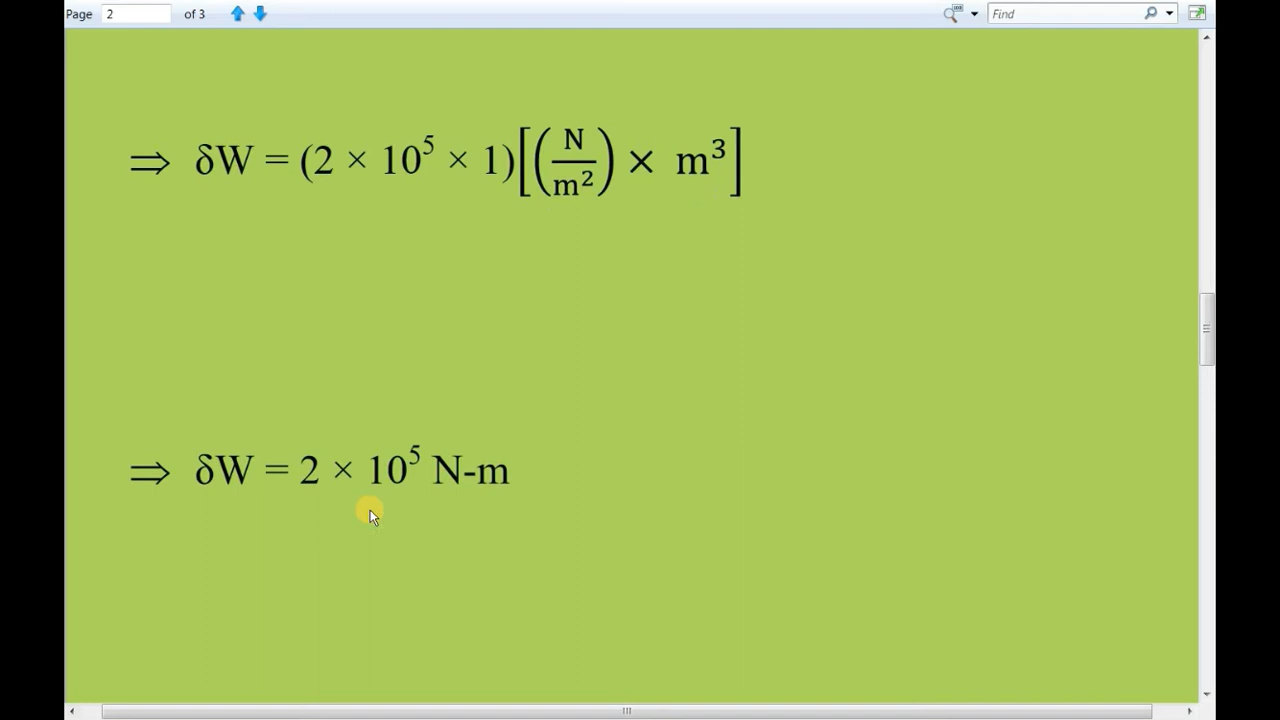 Page 2 of 3 Find
⇒ δW = (2 × 10⁵ × 1)[(N/m²) × m³]
⇒ δW = 2 × 10⁵ N-m